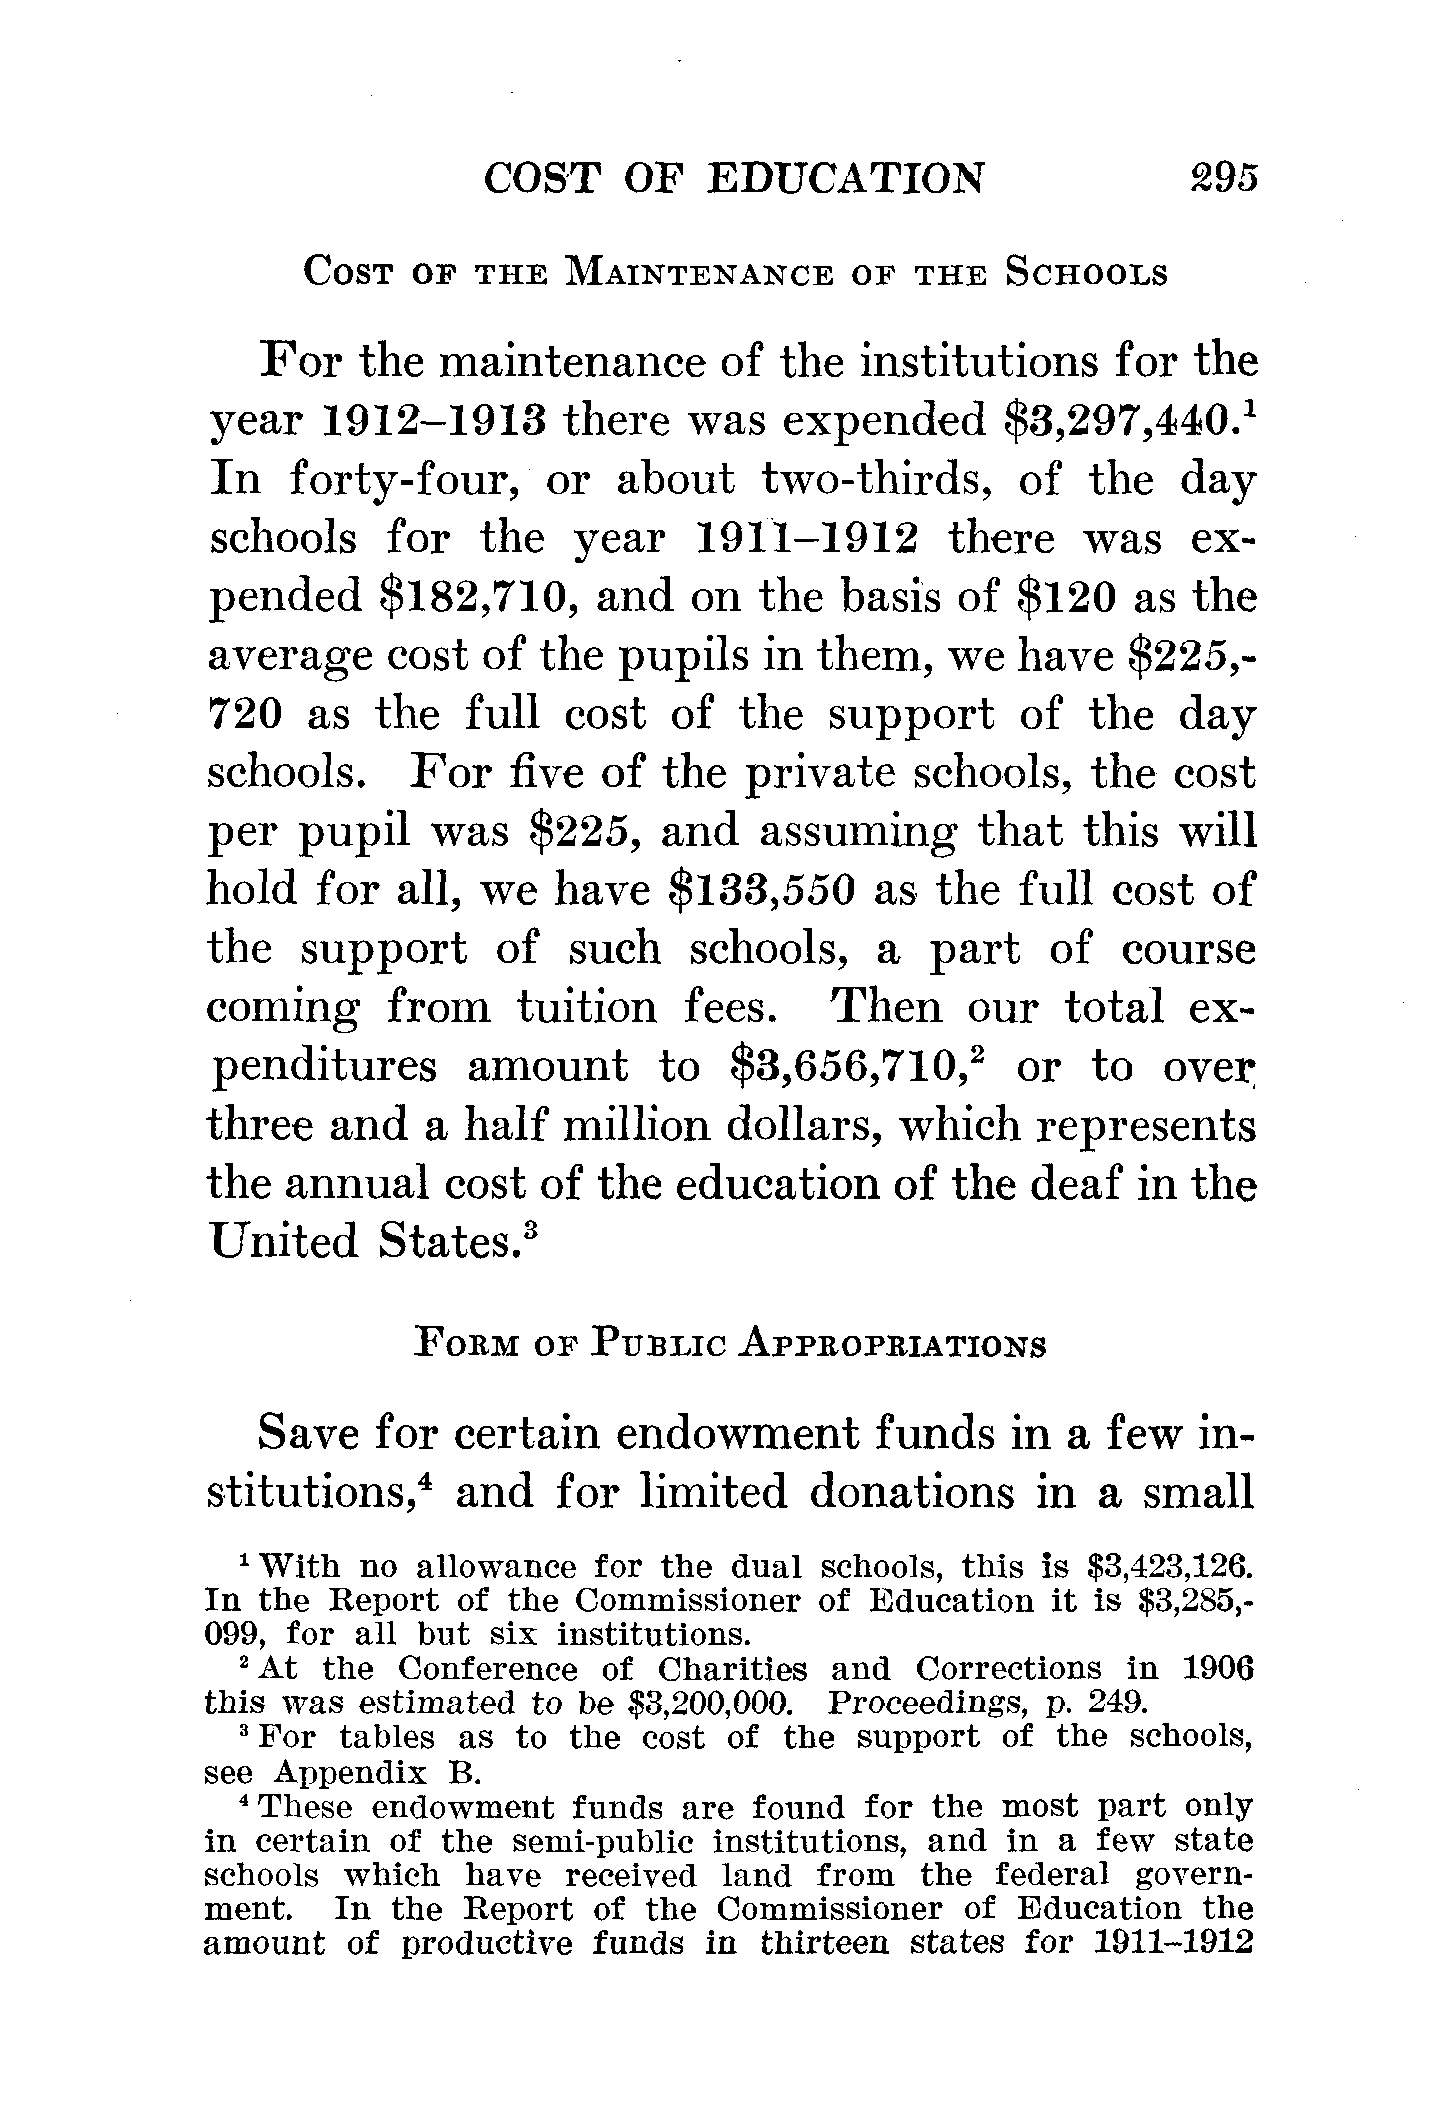 COST OF EDUCATION 295
COST OF THE MAINTENANCE OF THE SCHOOLS
For the maintenance of the institutions for the
year 1912–1913 there was expended $3,297,440.¹
In forty-four, or about two-thirds, of the day
schools for the year 1911–1912 there was ex-
pended $182,710, and on the basis of $120 as the
average cost of the pupils in them, we have $225,-
720 as the full cost of the support of the day
schools. For five of the private schools, the cost
per pupil was $225, and assuming that this will
hold for all, we have $133,550 as the full cost of
the support of such schools, a part of course
coming from tuition fees. Then our total ex-
penditures amount to $3,656,710,² or to over
three and a half million dollars, which represents
the annual cost of the education of the deaf in the
United States.³
FORM OF PUBLIC APPROPRIATIONS
Save for certain endowment funds in a few in-
stitutions,⁴ and for limited donations in a small
¹ With no allowance for the dual schools, this is $3,423,126.
In the Report of the Commissioner of Education it is $3,285,-
099, for all but six institutions.
² At the Conference of Charities and Corrections in 1906
this was estimated to be $3,200,000. Proceedings, p. 249.
³ For tables as to the cost of the support of the schools,
see Appendix B.
⁴ These endowment funds are found for the most part only
in certain of the semi-public institutions, and in a few state
schools which have received land from the federal govern-
ment. In the Report of the Commissioner of Education the
amount of productive funds in thirteen states for 1911–1912